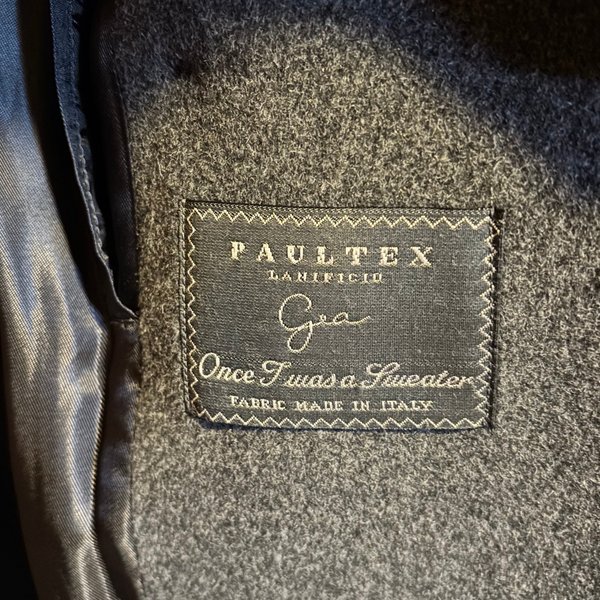 PAULTEX
LANIFICIO
Gea
Once I was a Sweater
FABRIC MADE IN ITALY